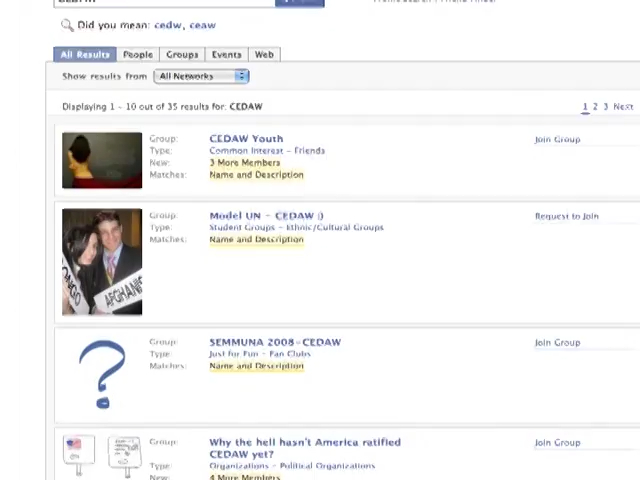 Did you mean: cedw, ceaw
All Results People Groups Events Web
Show results from All Networks
Displaying 1 - 10 out of 35 results for: CEDAW 1 2 3 Next
Group: CEDAW Youth Join Group
Type: Common Interest - Friends
New: 3 More Members
Matches: Name and Description
Group: Model UN - CEDAW :) Request to Join
Type: Student Groups - Ethnic/Cultural Groups
Matches: Name and Description
Group: SEMMUNA 2008-CEDAW Join Group
Type: Just for Fun - Fan Clubs
Matches: Name and Description
Group: Why the hell hasn't America ratified Join Group
CEDAW yet?
Type: Organizations - Political Organizations
New: 4 More Members